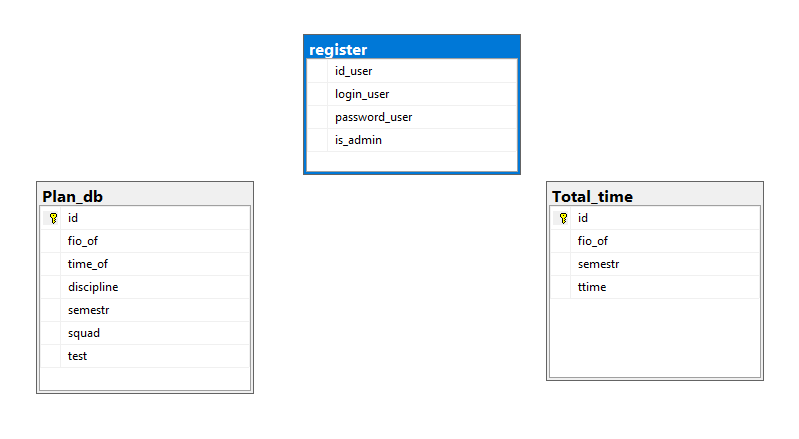 register
id_user
login_user
password_user
is_admin
Plan_db
id
fio_of
time_of
discipline
semestr
squad
test
Total_time
id
fio_of
semestr
ttime